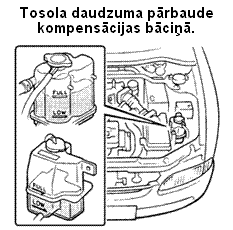 Tosola daudzuma pārbaude
kompensācijas bāciņā.
FULL
LOW
FULL
LOW